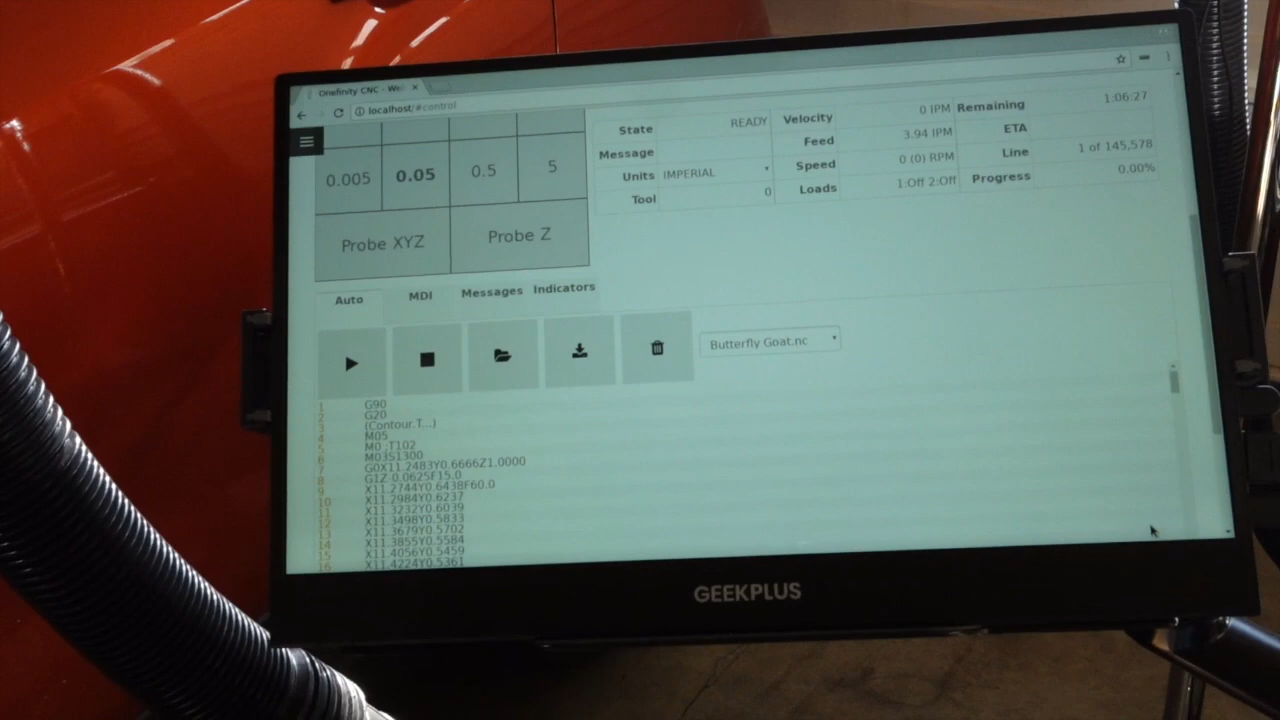 Onefinity CNC - We
localhost/#control
0.005 0.05 0.5 5
Probe XYZ Probe Z
State READY Velocity 0 IPM Remaining 1:06:27
Message Feed 3.94 IPM ETA
Units IMPERIAL Speed 0 (0) RPM Line 1 of 145,578
Tool 0 Loads 1:Off 2:Off Progress 0.00%
Auto MDI Messages Indicators
Butterfly Goat.nc
1 G90
2 G20
3 (Contour.T...)
4 M05
5 M0 ;T102
6 M03S1300
7 G0X11.2483Y0.6666Z1.0000
8 G1Z-0.0625F15.0
9 X11.2744Y0.6438F60.0
10 X11.2984Y0.6237
11 X11.3232Y0.6039
12 X11.3498Y0.5833
13 X11.3679Y0.5702
14 X11.3855Y0.5584
15 X11.4056Y0.5459
16 X11.4224Y0.5361
GEEKPLUS